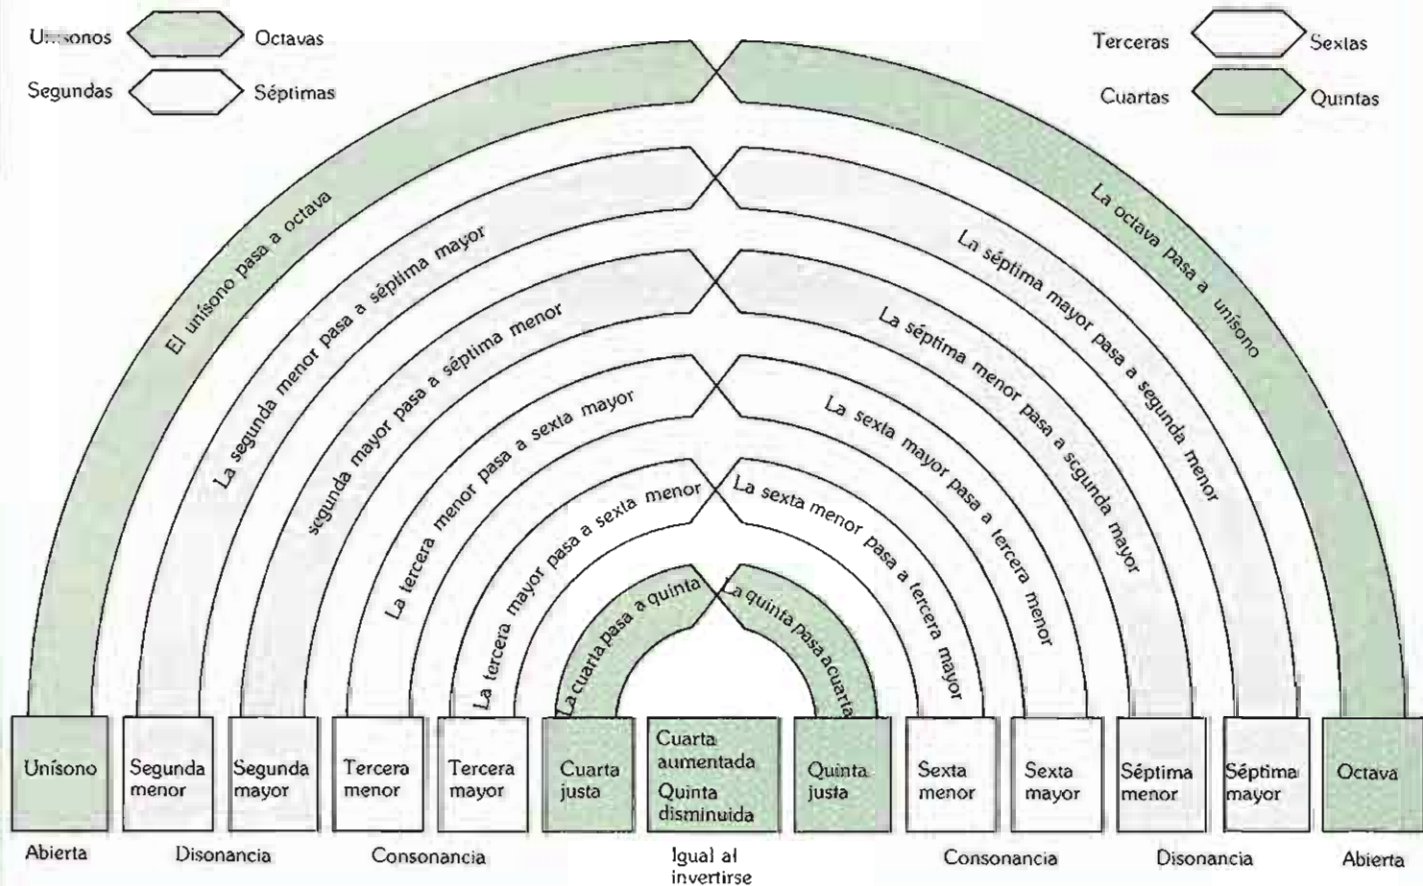 Unísonos Octavas
Segundas Séptimas
Terceras Sextas
Cuartas Quintas
El unísono pasa a octava
La octava pasa a unísono
La segunda menor pasa a séptima mayor
La séptima mayor pasa a segunda menor
segunda mayor pasa a séptima menor
La séptima menor pasa a segunda mayor
La tercera menor pasa a sexta mayor
La sexta mayor pasa a tercera menor
La tercera mayor pasa a sexta menor
La sexta menor pasa a tercera mayor
La cuarta pasa a quinta
La quinta pasa a cuarta
Unísono
Segunda
menor
Segunda
mayor
Tercera
menor
Tercera
mayor
Cuarta
justa
Cuarta
aumentada
Quinta
disminuida
Quinta
justa
Sexta
menor
Sexta
mayor
Séptima
menor
Séptima
mayor
Octava
Abierta
Disonancia
Consonancia
Igual al
invertirse
Consonancia
Disonancia
Abierta